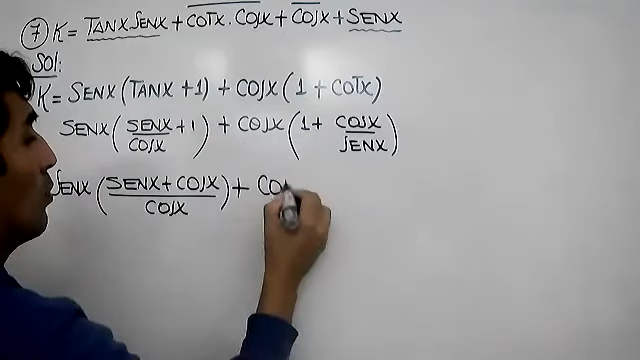 7 K = TANX SENX + COTX . COSX + COSX + SENX
SOL:
K = SENX (TANX + 1) + COSX (1 + COTX)
SENX (SENX/COSX + 1) + COSX (1 + COSX/SENX)
SENX (SENX + COSX/COSX) + COS